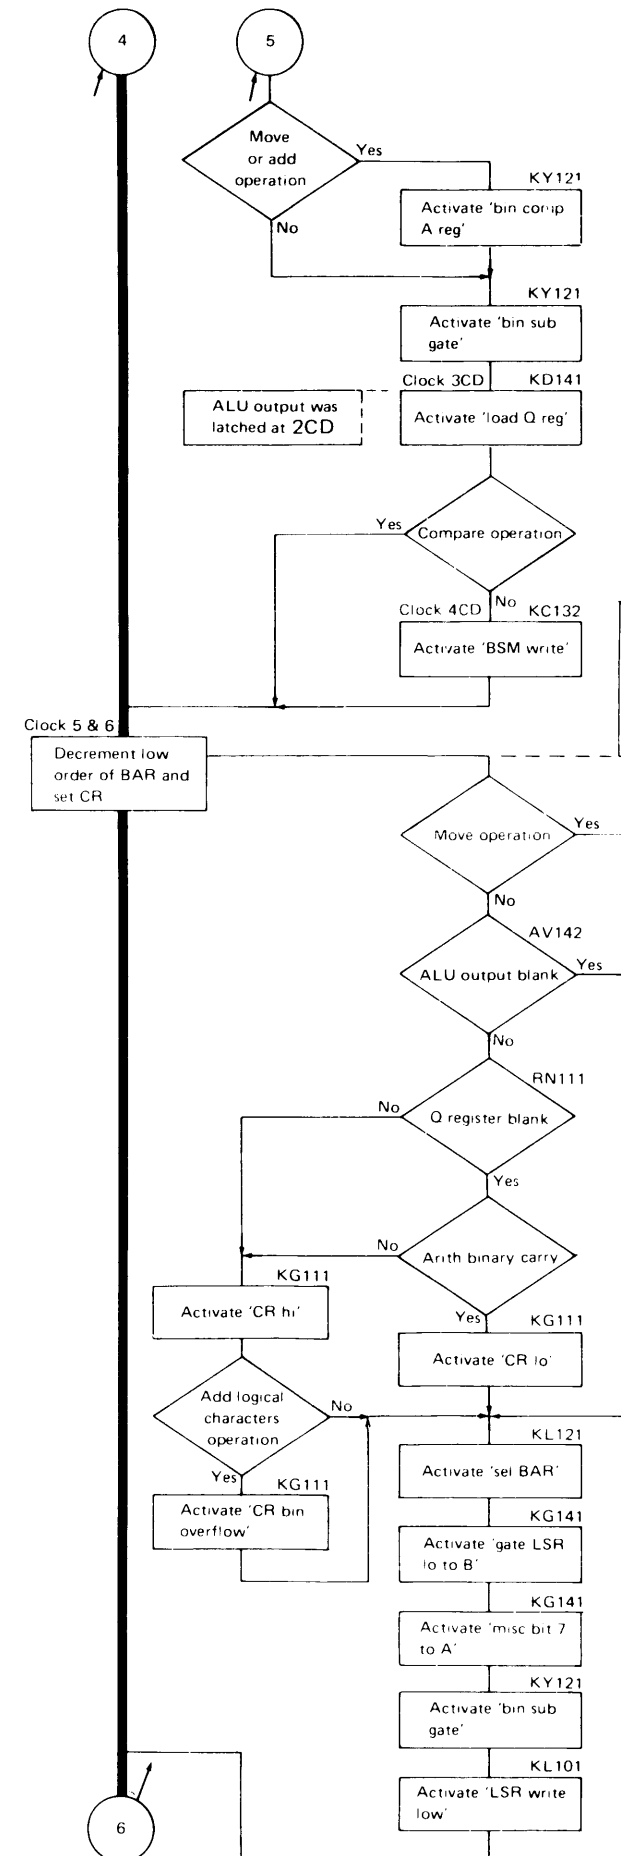 4
5
Move
or add
operation
Yes
No
KY121
Activate 'bin comp
A reg'
KY121
Activate 'bin sub
gate'
Clock 3CD
KD141
ALU output was
latched at 2CD
Activate 'load Q reg'
Yes
Compare operation
No
Clock 4CD
KC132
Activate 'BSM write'
Clock 5 & 6
Decrement low
order of BAR and
set CR
Move operation
Yes
No
AV142
ALU output blank
Yes
No
RN111
No
Q register blank
Yes
No
Arith binary carry
Yes
KG111
Activate 'CR hi'
KG111
Activate 'CR lo'
Add logical
characters
operation
No
Yes
KG111
Activate 'CR bin
overflow'
KL121
Activate 'sel BAR'
KG141
Activate 'gate LSR
lo to B'
KG141
Activate 'misc bit 7
to A'
KY121
Activate 'bin sub
gate'
KL101
Activate 'LSR write
low'
6